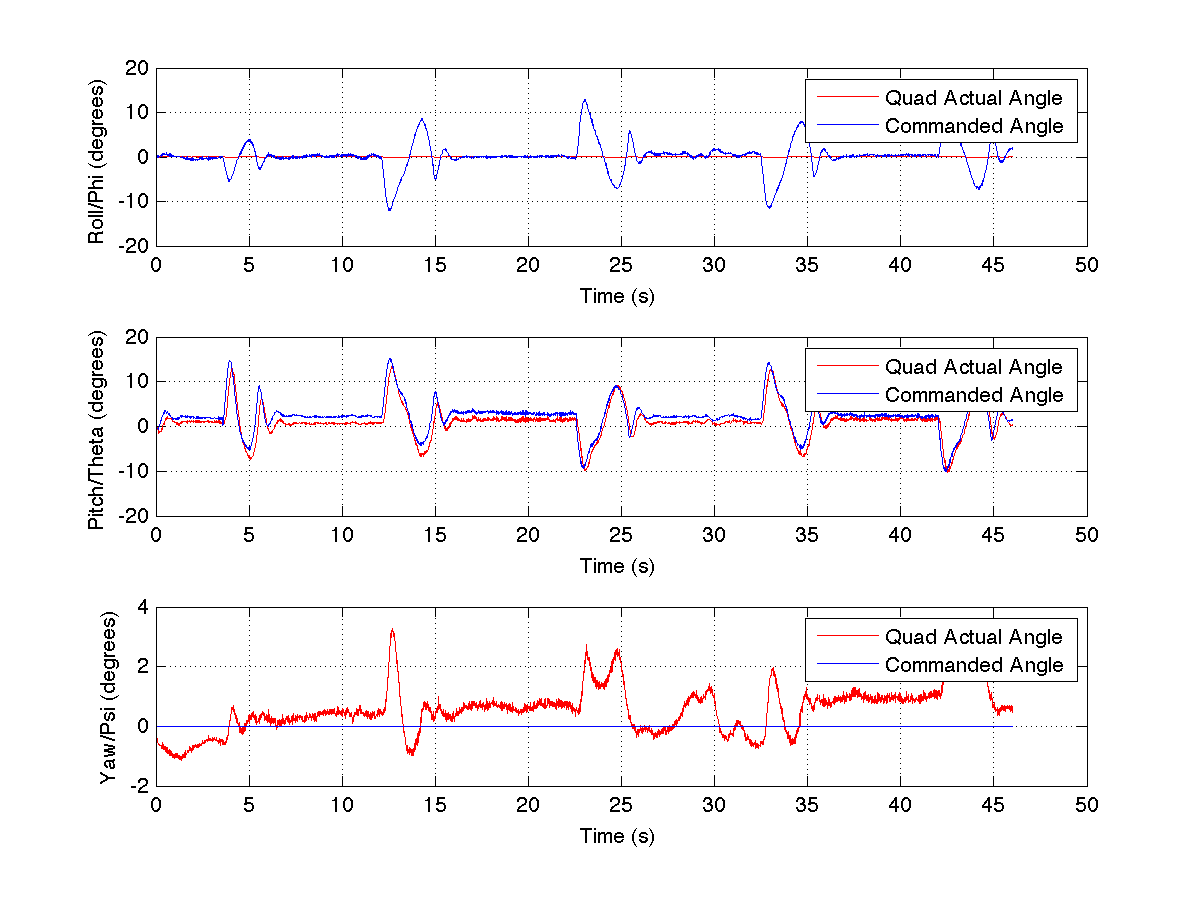 20
10
0
-10
-20
Roll/Phi (degrees)
Quad Actual Angle
Commanded Angle
0 5 10 15 20 25 30 35 40 45 50
Time (s)
20
10
0
-10
-20
Pitch/Theta (degrees)
Quad Actual Angle
Commanded Angle
0 5 10 15 20 25 30 35 40 45 50
Time (s)
4
2
0
-2
Yaw/Psi (degrees)
Quad Actual Angle
Commanded Angle
0 5 10 15 20 25 30 35 40 45 50
Time (s)